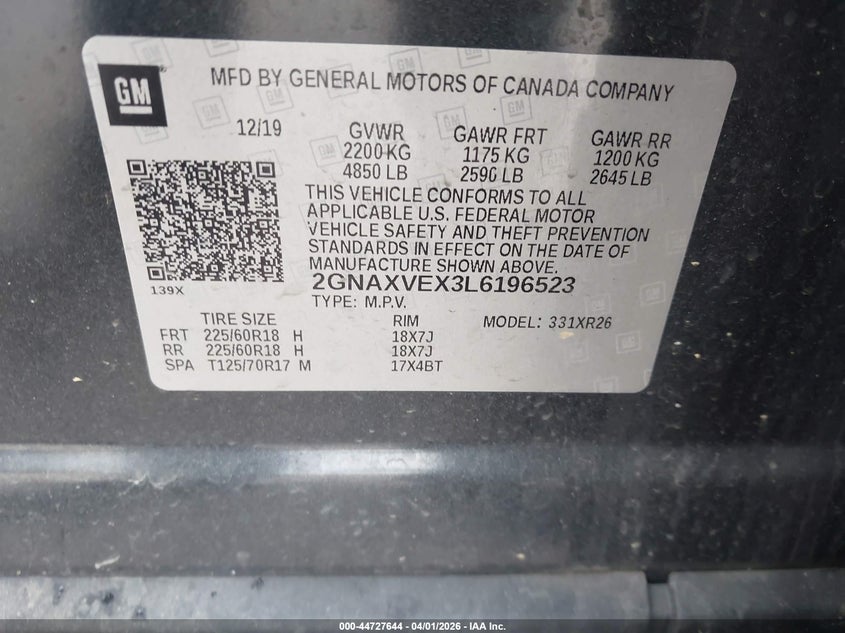 GM
MFD BY GENERAL MOTORS OF CANADA COMPANY
12/19 GVWR GAWR FRT GAWR RR
2200 KG 1175 KG 1200 KG
4850 LB 2590 LB 2645 LB
THIS VEHICLE CONFORMS TO ALL
APPLICABLE U.S. FEDERAL MOTOR
VEHICLE SAFETY AND THEFT PREVENTION
STANDARDS IN EFFECT ON THE DATE OF
MANUFACTURE SHOWN ABOVE.
139X
2GNAXVEX3L6196523
TYPE: M.P.V.
TIRE SIZE RIM MODEL: 331XR26
FRT 225/60R18 H 18X7J
RR 225/60R18 H 18X7J
SPA T125/70R17 M 17X4BT
000-44727644 | 04/01/2026 - IAA Inc.